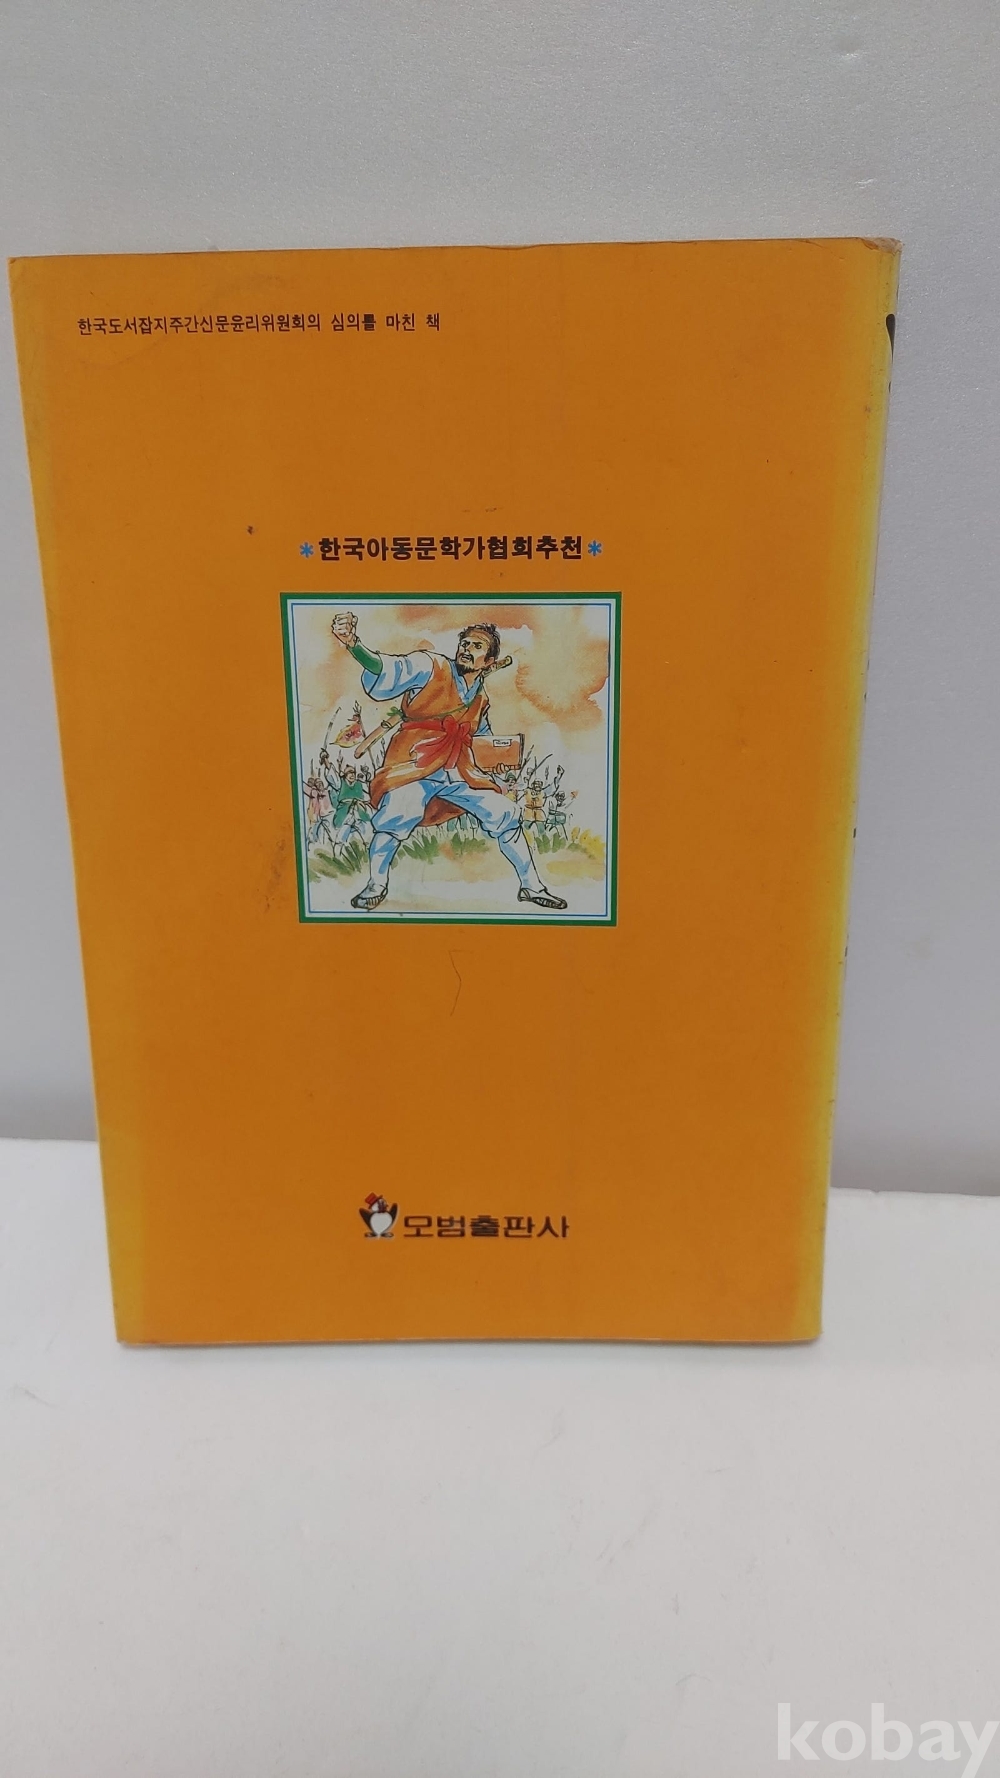 한국도서잡지주간신문윤리위원회의 심의를 마친 책
*한국아동문학가협회추천*
모범출판사
kobay